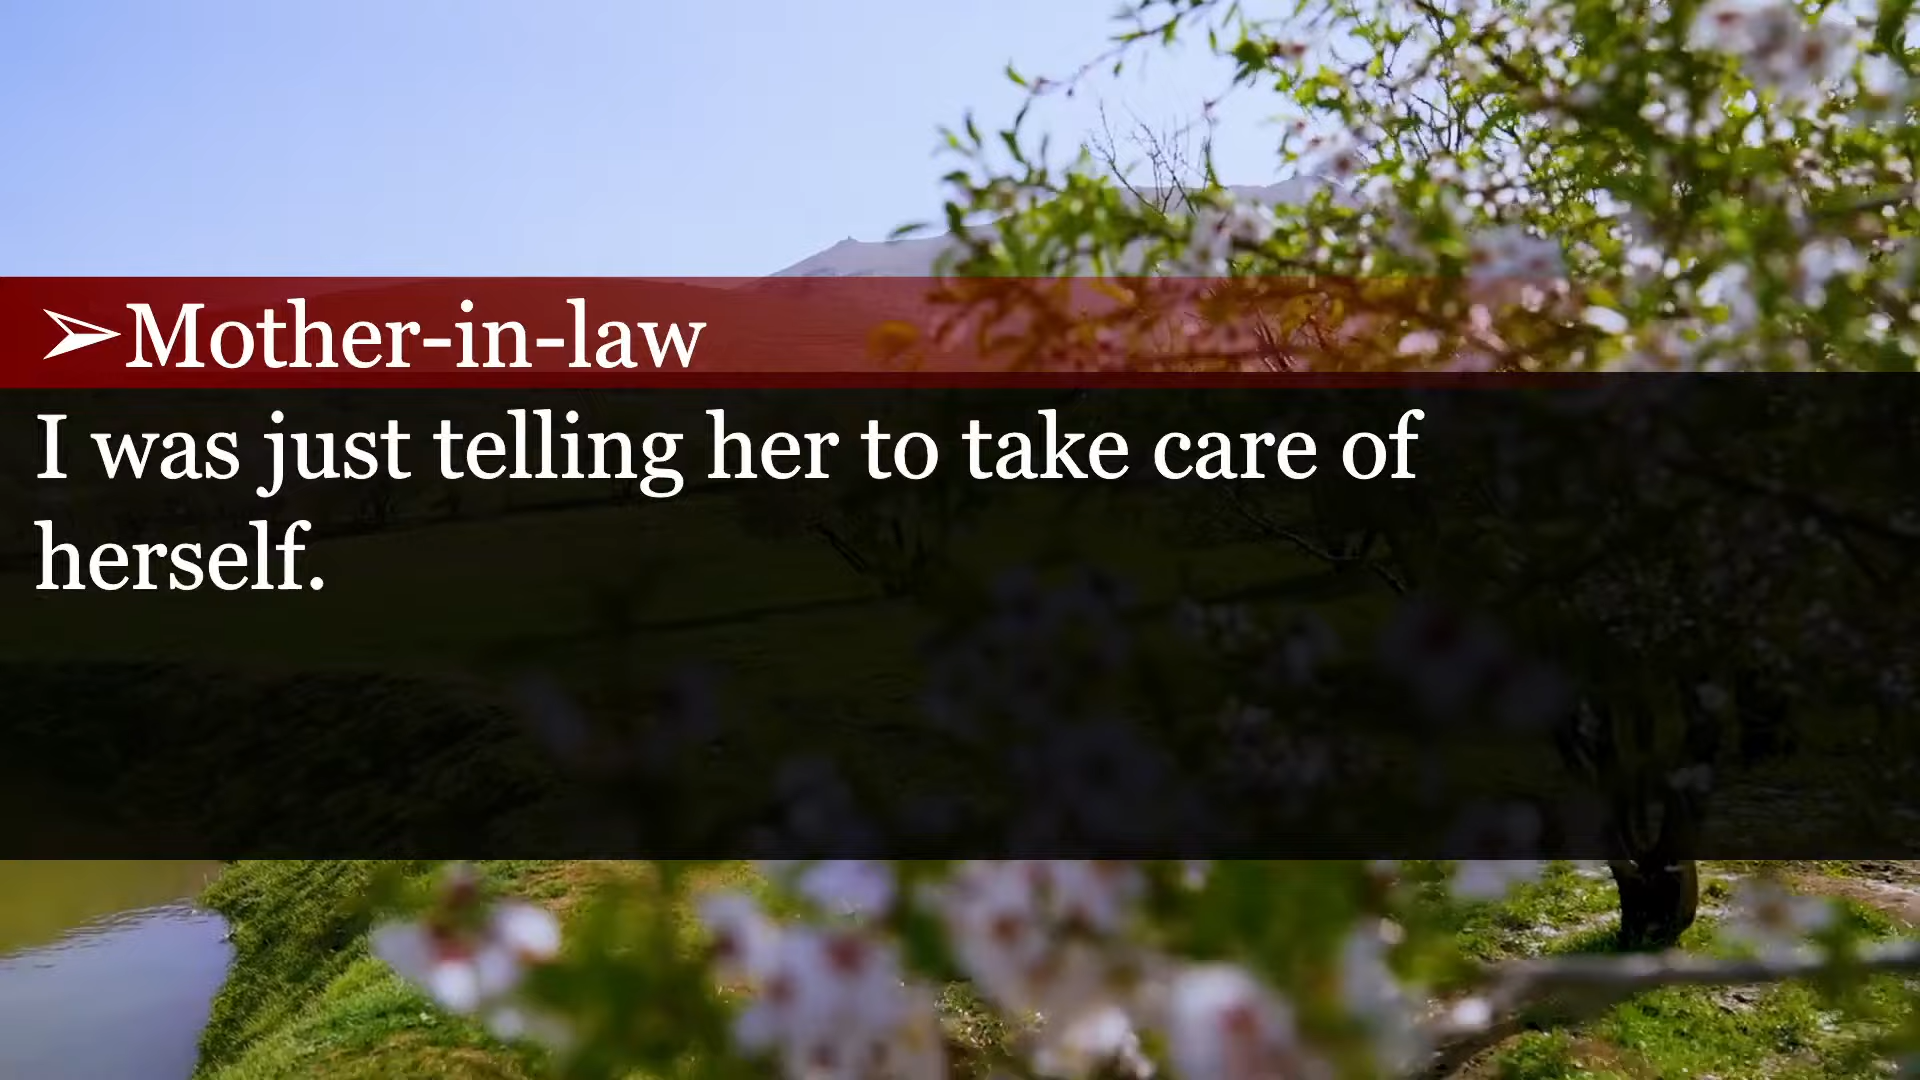 ➢Mother-in-law
I was just telling her to take care of
herself.